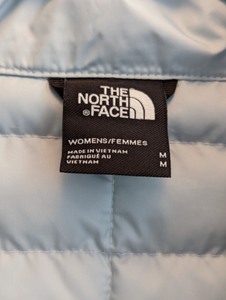 THE
NORTH
FACE
®
WOMENS/FEMMES
MADE IN VIETNAM
FABRIQUÉ AU
VIETNAM
M
M